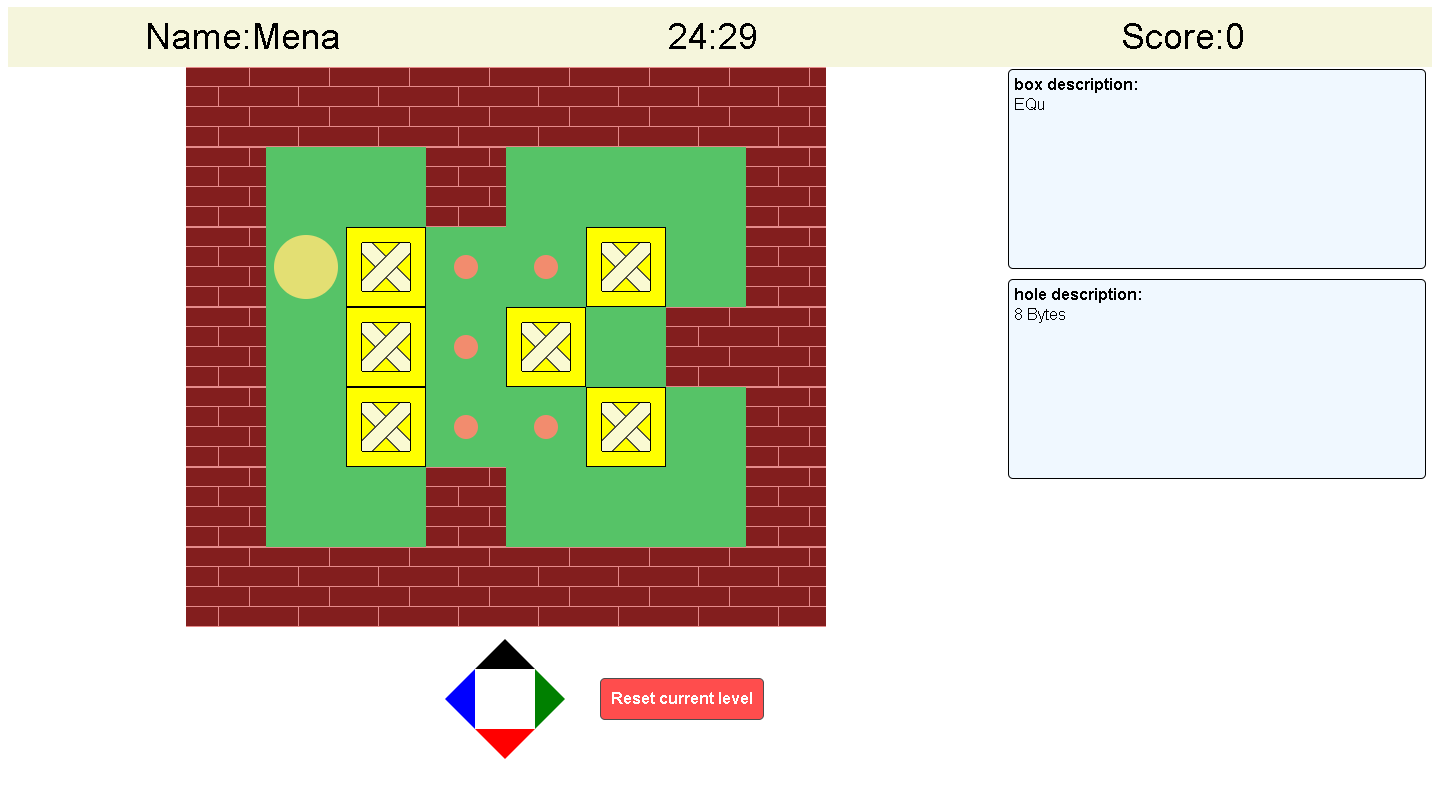 Name:Mena
24:29
Score:0
box description:
EQu
hole description:
8 Bytes
Reset current level